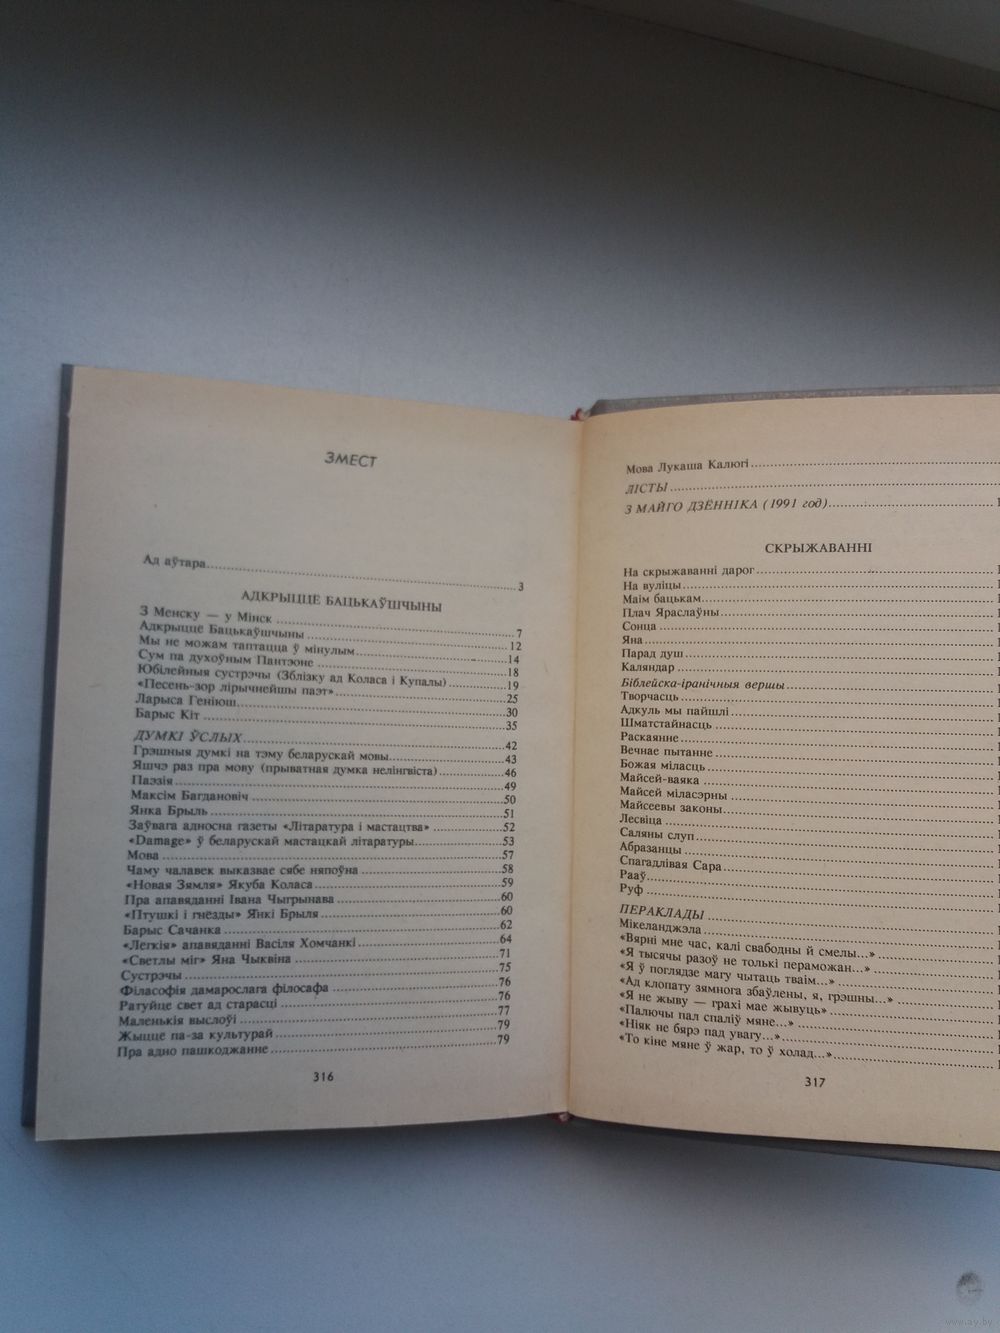 ЗМЕСТ
Ад аўтара 3
АДКРЫЦЦЁ БАЦЬКАЎШЧЫНЫ
З Менску — у Мінск 7
Адкрыццё Бацькаўшчыны 12
Мы не можам таптацца ў мінулым 14
Сум па духоўным Пантэоне 18
Юбілейныя сустрэчы (Зблізку ад Коласа і Купалы) 19
«Песень-зор лірычнейшы паэт» 25
Ларыса Геніюш 30
Барыс Кіт 35
ДУМКІ ЎСЛЫХ 42
Грэшныя думкі на тэму беларускай мовы 43
Яшчэ раз пра мову (прыватная думка нелінгвіста) 46
Паэзія 49
Максім Багдановіч 50
Янка Брыль 51
Заўвага адносна газеты «Літаратура і мастацтва» 52
«Damage» ў беларускай мастацкай літаратуры 53
Мова 57
Чаму чалавек выказвае сябе няпоўна 58
«Новая Зямля» Якуба Коласа 59
Пра апавяданні Івана Чыгрынава 60
«Птушкі і гнёзды» Янкі Брыля 60
Барыс Сачанка 62
«Легкія» апавяданні Васіля Хомчанкі 64
«Светлы міг» Яна Чыквіна 71
Сустрэчы 75
Філасофія дамарослага філосафа 76
Ратуйце свет ад старасці 76
Маленькія выслоўі 77
Жыццё па-за культурай 79
Пра адно пашкоджанне 79
316
Мова Лукаша Калюгі
ЛІСТЫ
З МАЙГО ДЗЁННІКА (1991 год)
СКРЫЖАВАННІ
На скрыжаванні дарог
На вуліцы
Маім бацькам
Плач Яраслаўны
Сонца
Яна
Парад душ
Каляндар
Біблейска-іранічныя вершы
Творчасць
Адкуль мы пайшлі
Шматстайнасць
Раскаянне
Вечнае пытанне
Божая міласць
Майсей-ваяка
Майсей міласэрны
Майсеевы законы
Лесвіца
Саляны слуп
Абразанцы
Спагадлівая Сара
Рааў
Руф
ПЕРАКЛАДЫ
Мікеланджэла
«Вярні мне час, калі свабодны й смелы...»
«Я тысячы разоў не толькі пераможан...»
«Я ў поглядзе магу чытаць тваім...»
«Ад клопату зямнога збаўлены, я, грэшны...»
«Я не жыву — грахі мае жывуць»
«Палючы пал спаліў мяне...»
«Ніяк не бярэ пад увагу...»
«То кіне мяне ў жар, то ў холад...»
317
www.ay.by